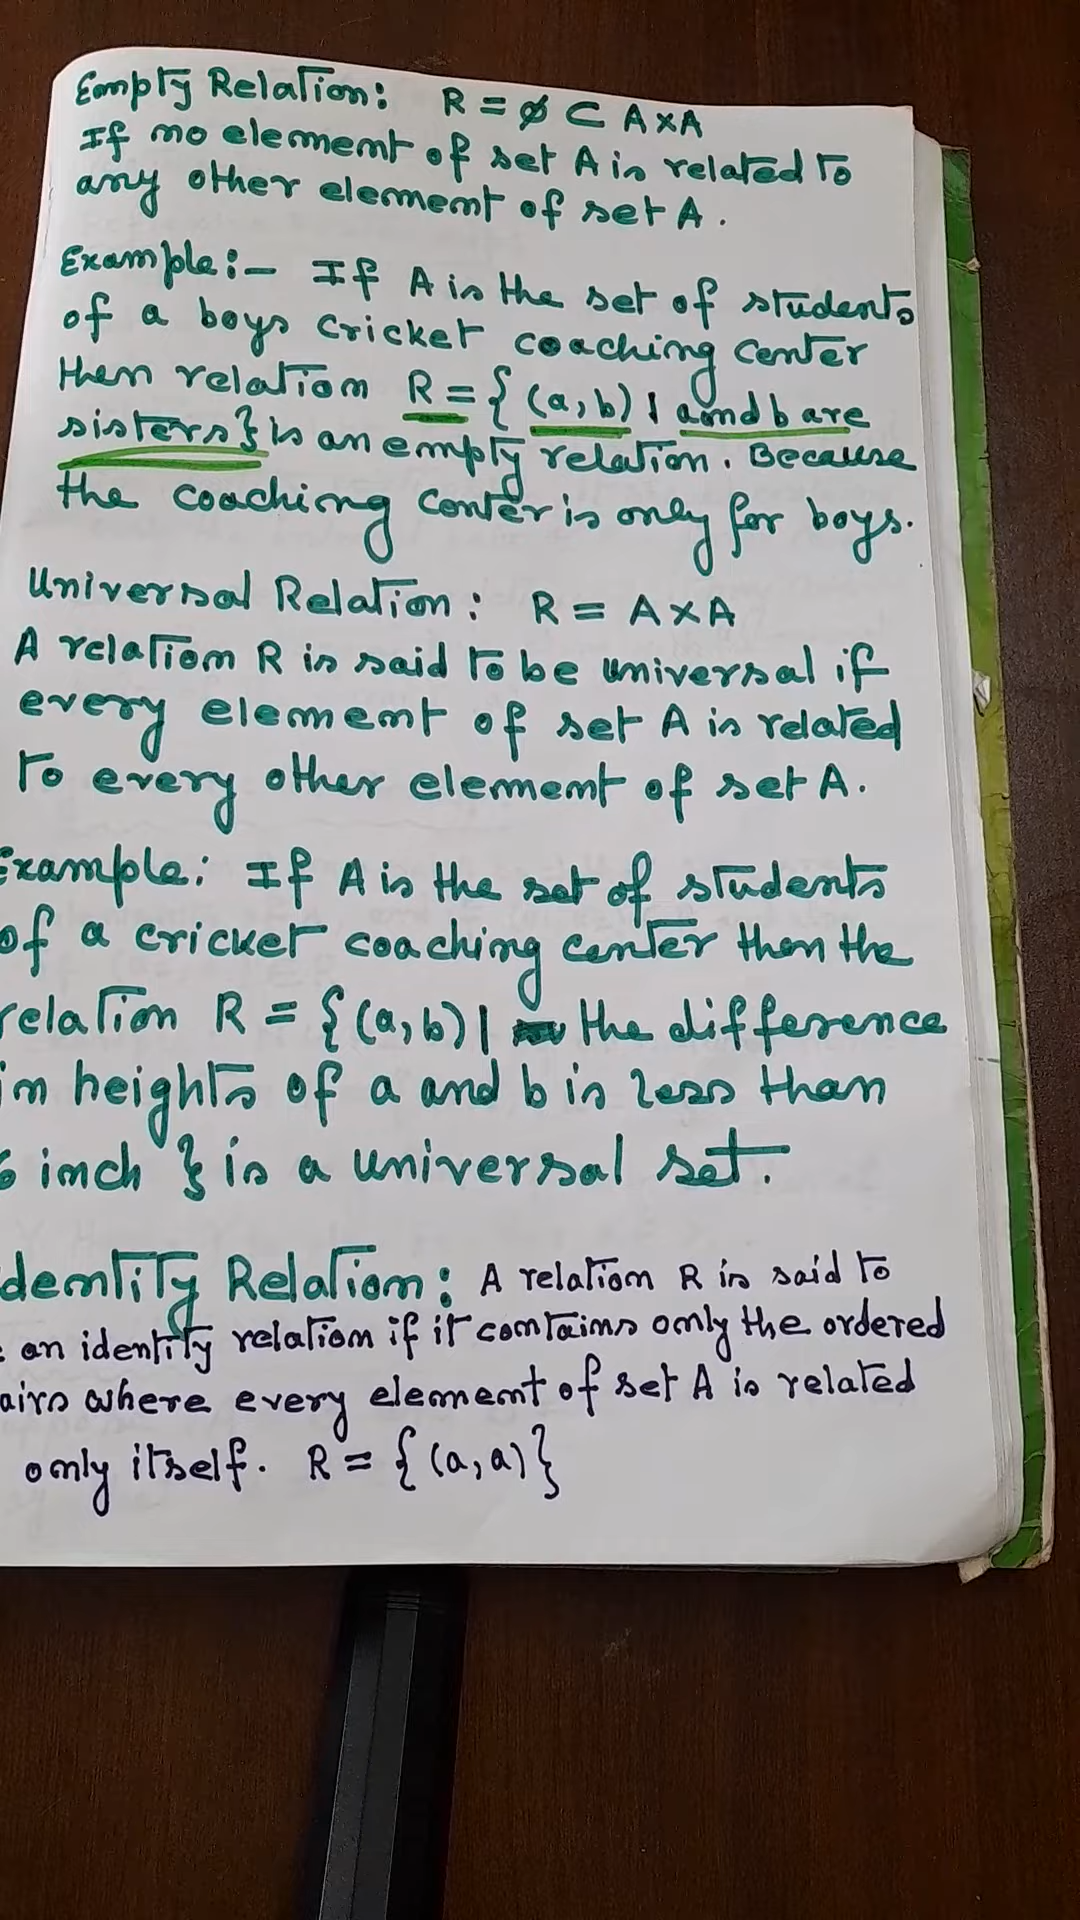 Empty Relation: R = ∅ ⊂ A×A
If no element of set A is related to
any other element of set A.
Example:- If A is the set of students
of a boys cricket coaching center
then relation R = { (a,b) | a and b are
sisters} is an empty relation. Because
the coaching center is only for boys.
Universal Relation: R = A×A
A relation R is said to be universal if
every element of set A is related
to every other element of set A.
Example: If A is the set of students
of a cricket coaching center then the
relation R = {(a,b) | the difference
in heights of a and b is less than
inch } is a universal set.
dentity Relation: A relation R is said to
an identity relation if it contains only the ordered
airs where every element of set A is related
only itself. R = {(a,a)}